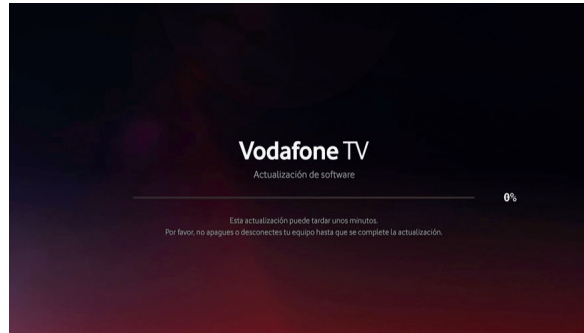 Vodafone TV
Actualización de software
0%
Esta actualización puede tardar unos minutos.
Por favor, no apagues o desconectes tu equipo hasta que se complete la actualización.